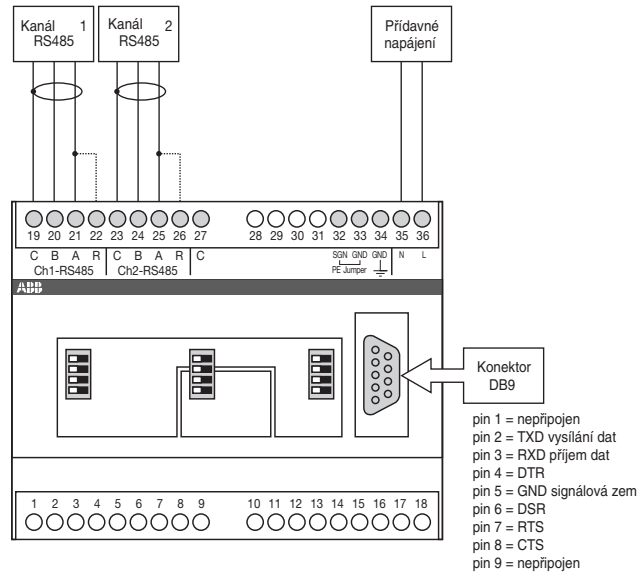 Kanál 1
RS485
Kanál 2
RS485
Přídavné
napájení
19 20 21 22 23 24 25 26 27 28 29 30 31 32 33 34 35 36
C B A R C B A R C SGN GND GND N L
Ch1-RS485 Ch2-RS485 PE Jumper
ABB
Konektor
DB9
pin 1 = nepřipojen
pin 2 = TXD vysílání dat
pin 3 = RXD příjem dat
pin 4 = DTR
pin 5 = GND signálová zem
pin 6 = DSR
pin 7 = RTS
pin 8 = CTS
pin 9 = nepřipojen
1 2 3 4 5 6 7 8 9 10 11 12 13 14 15 16 17 18